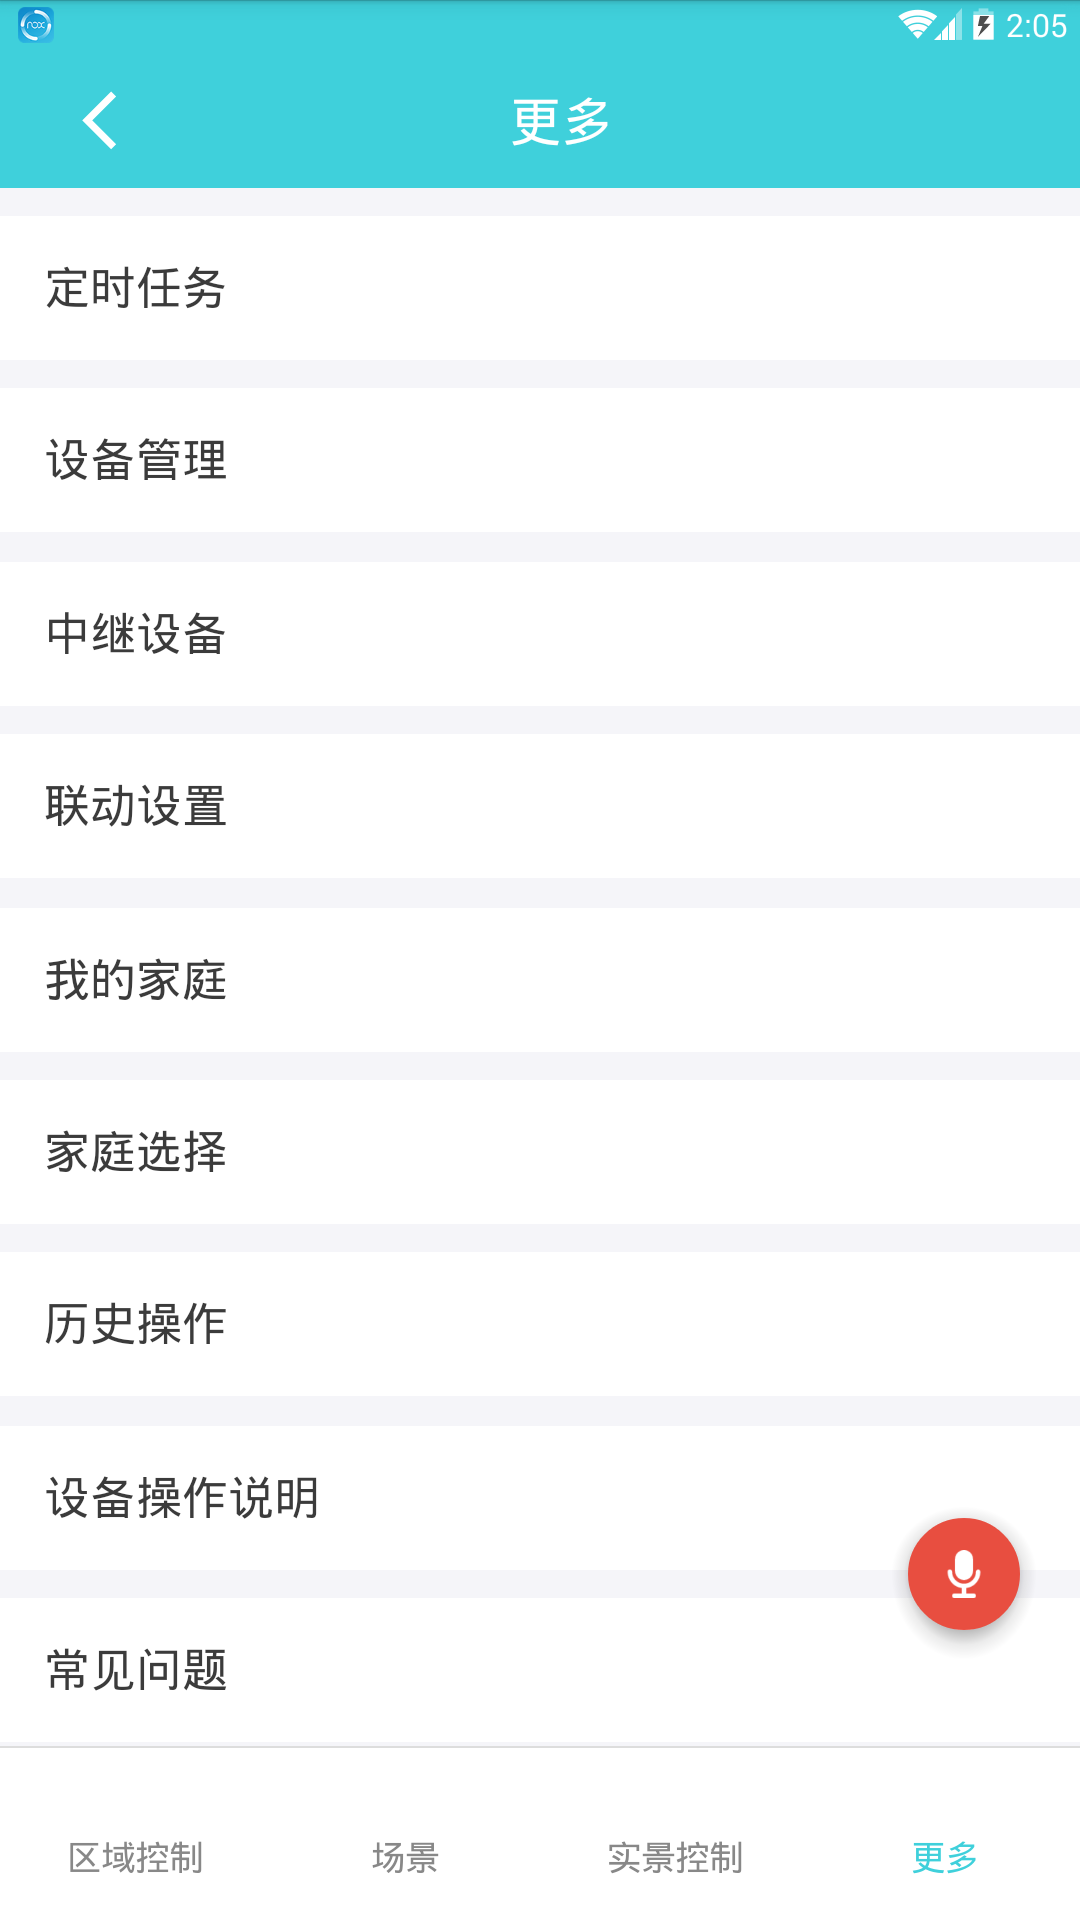 nox
2:05
更多
定时任务
设备管理
中继设备
联动设置
我的家庭
家庭选择
历史操作
设备操作说明
常见问题
区域控制
场景
实景控制
更多